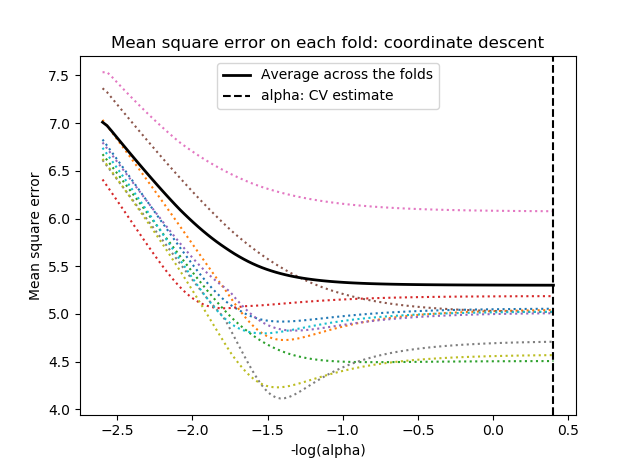 Mean square error on each fold: coordinate descent
Average across the folds
alpha: CV estimate
Mean square error
7.5
7.0
6.5
6.0
5.5
5.0
4.5
4.0
−2.5 −2.0 −1.5 −1.0 −0.5 0.0 0.5
-log(alpha)